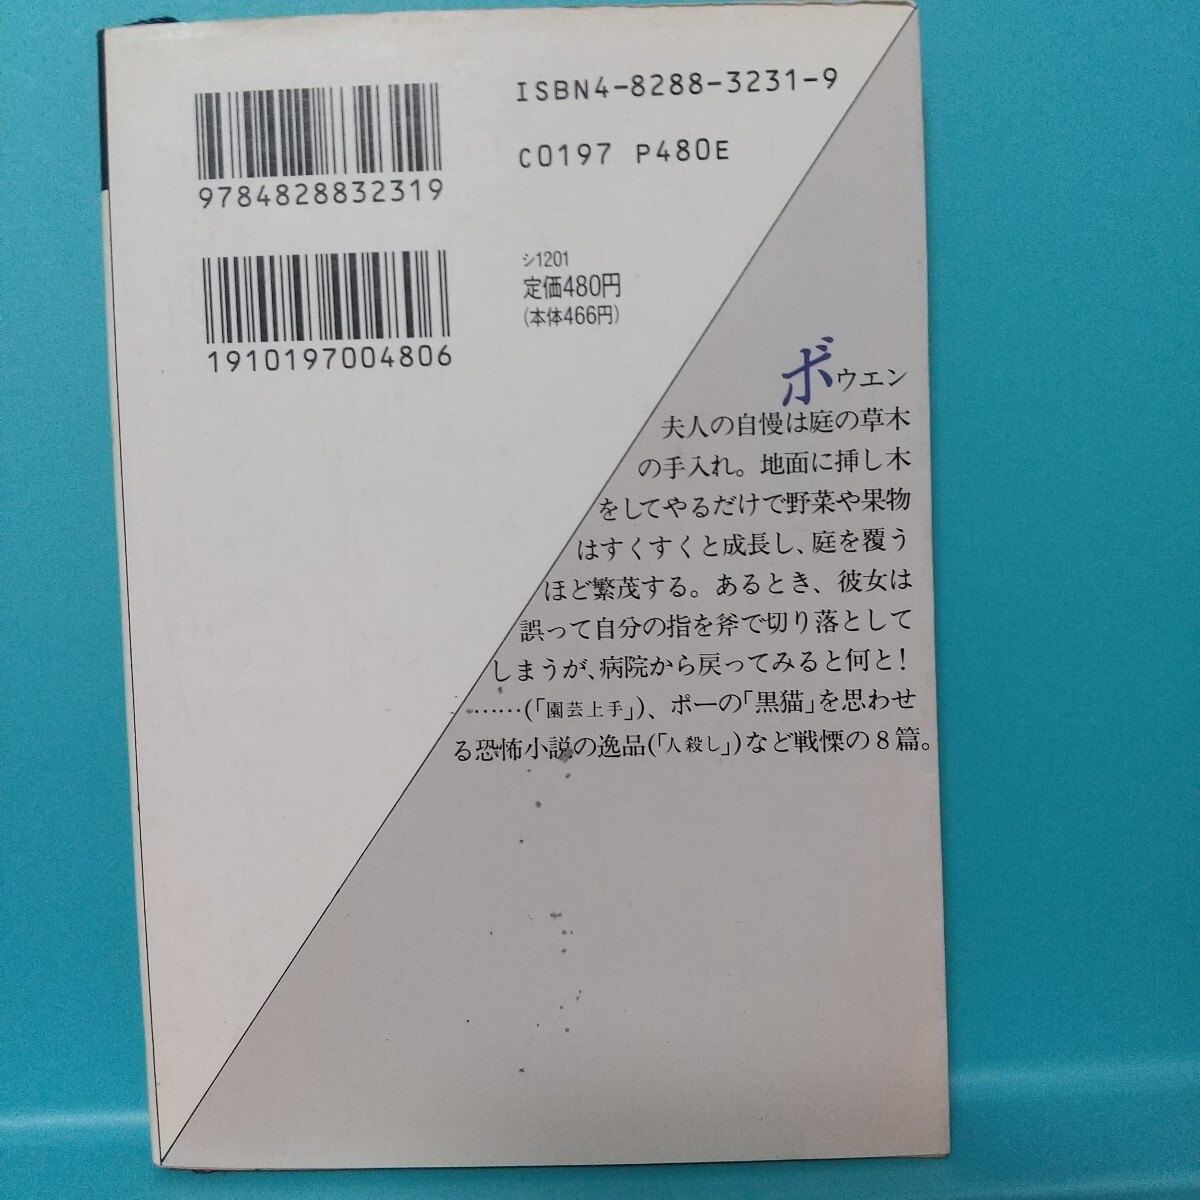 ISBN4-8288-3231-9
C0197 P480E
9784828832319
シ1201
定価480円
(本体466円)
1910197004806
ボウエン
夫人の自慢は庭の草木
の手入れ。地面に挿し木
をしてやるだけで野菜や果物
はすくすくと成長し、庭を覆う
ほど繁茂する。あるとき、彼女は
誤って自分の指を斧で切り落として
しまうが、病院から戻ってみると何と!
……(「園芸上手」)、ポーの「黒猫」を思わせ
る恐怖小説の逸品(「人殺し」)など戦慄の8篇。